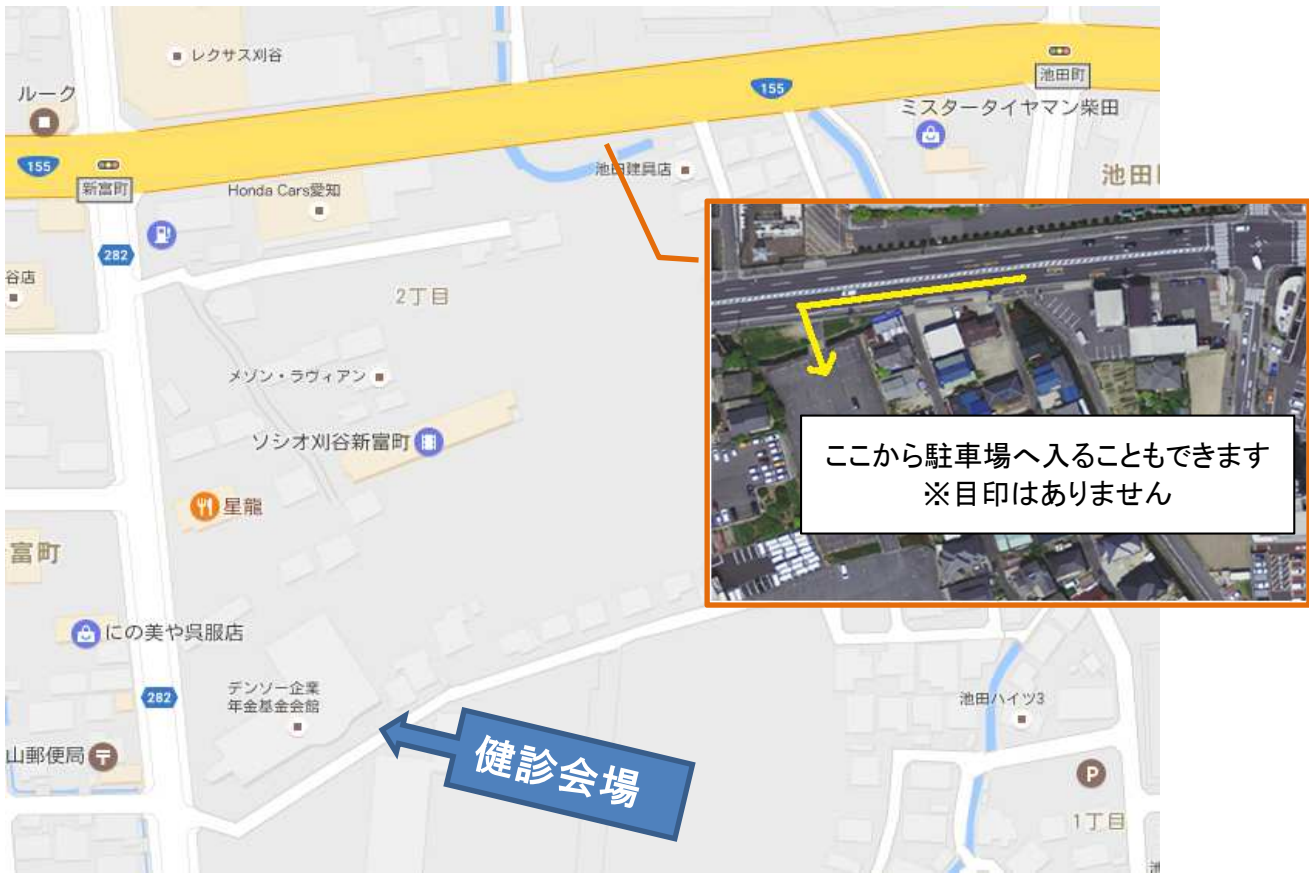 レクサス刈谷
池田町
155
ルーク
ミスタータイヤマン柴田
155
新富町
池田建具店
池田
Honda Cars愛知
282
谷店
2丁目
メゾン・ラヴィアン
ソシオ刈谷新富町
ここから駐車場へ入ることもできます
※目印はありません
星龍
富町
にの美や呉服店
282
デンソー企業
年金基金会館
池田ハイツ3
山郵便局
健診会場
P
1丁目